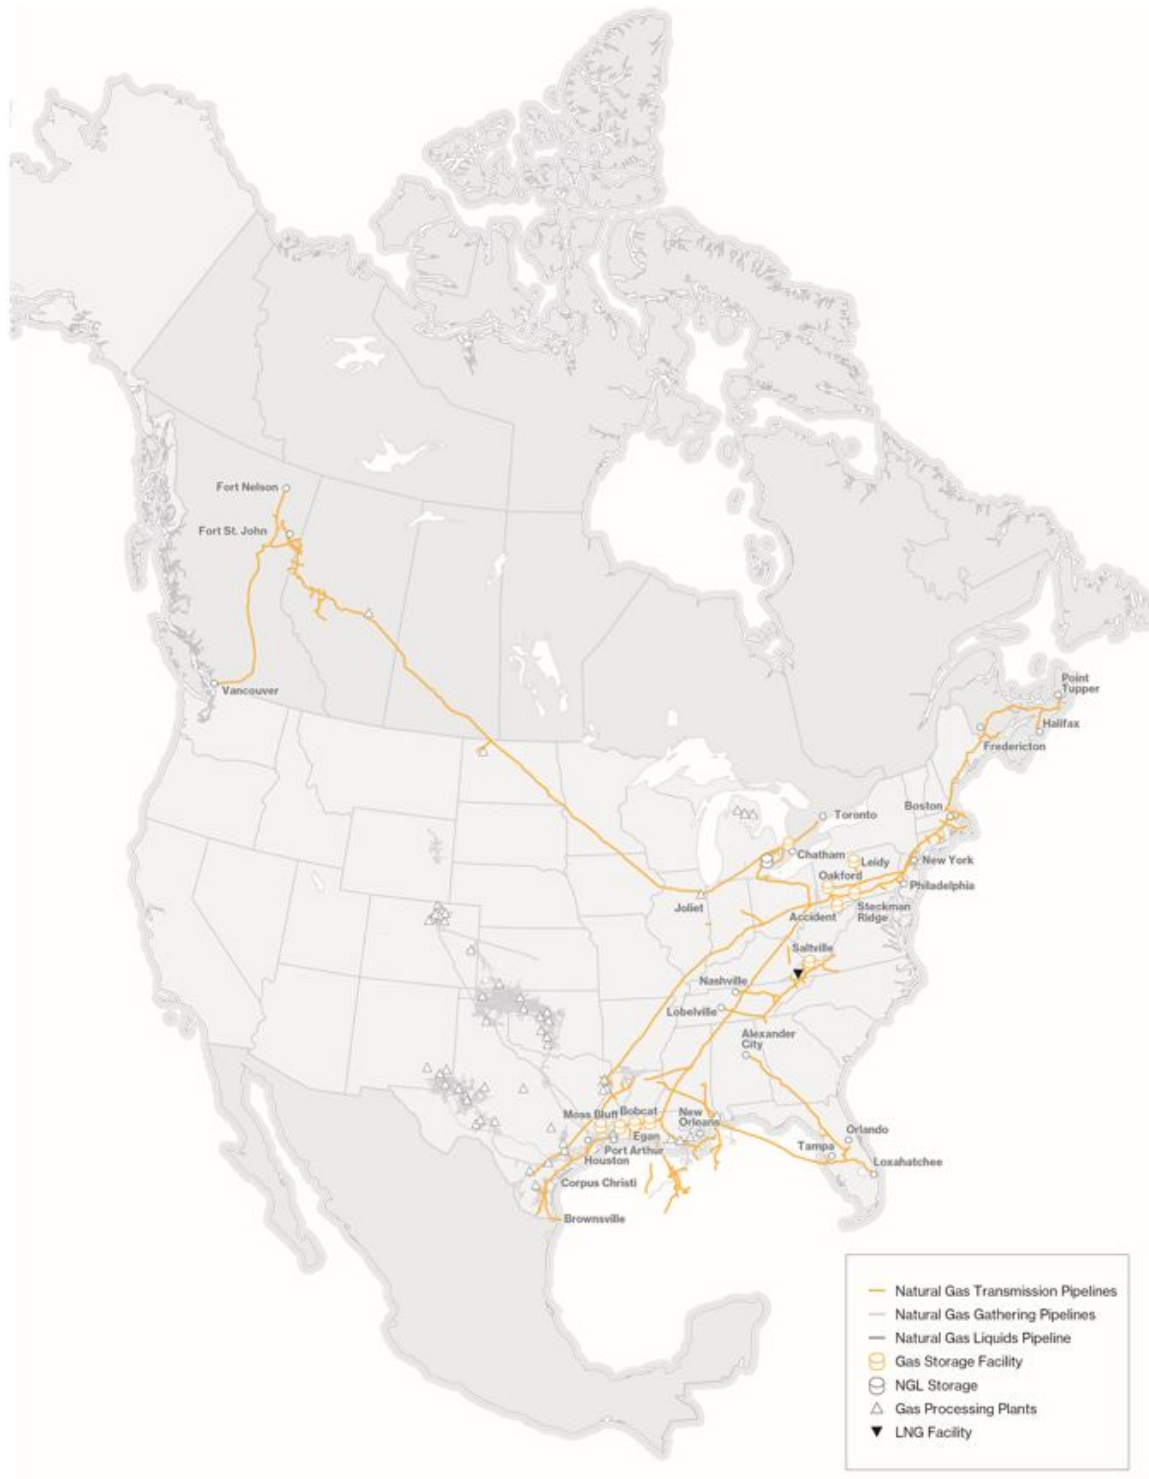 Fort Nelson
Fort St. John
Vancouver
Point
Tupper
Halifax
Fredericton
Boston
Toronto
Chatham
Leidy
New York
Oakford
Philadelphia
Joliet
Accident
Steckman
Ridge
Saltville
Nashville
Lobelville
Alexander
City
Moss Bluff
Bobcat
New
Orleans
Egan
Port Arthur
Houston
Orlando
Tampa
Loxahatchee
Corpus Christi
Brownsville
Natural Gas Transmission Pipelines
Natural Gas Gathering Pipelines
Natural Gas Liquids Pipeline
Gas Storage Facility
NGL Storage
Gas Processing Plants
LNG Facility